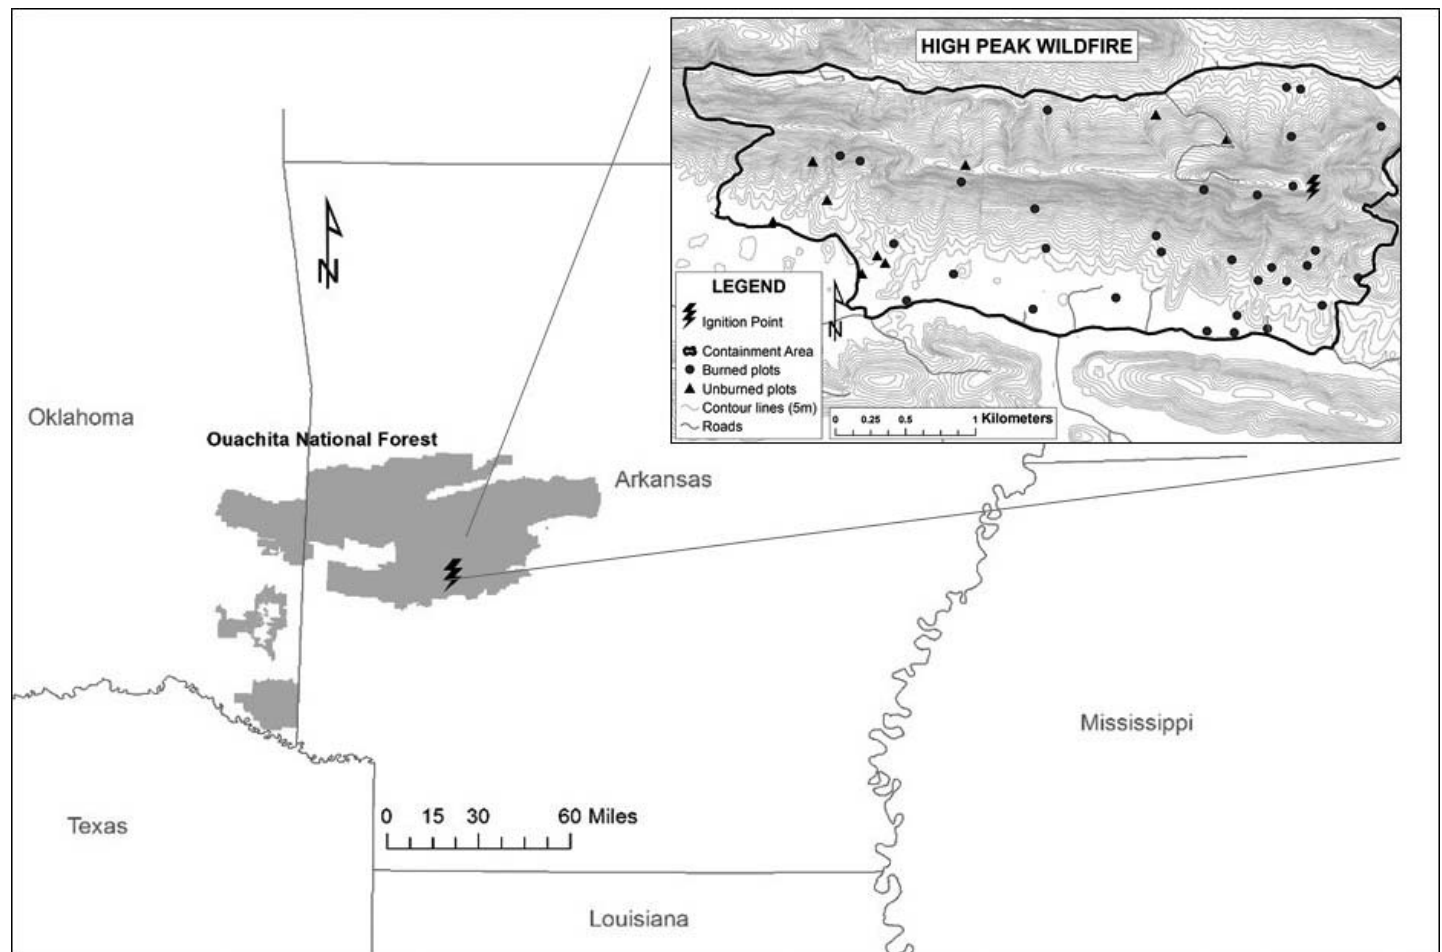 HIGH PEAK WILDFIRE
LEGEND
Ignition Point
Containment Area
Burned plots
Unburned plots
Contour lines (5m)
Roads
N
0 0.25 0.5 1 Kilometers
N
Oklahoma
Ouachita National Forest
Arkansas
Mississippi
Texas
0 15 30 60 Miles
Louisiana